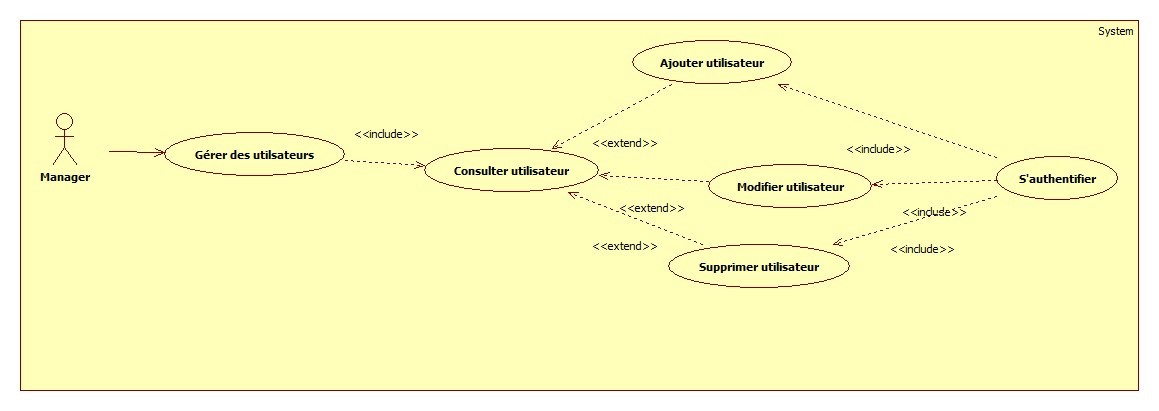 System
Ajouter utilisateur
Manager
Gérer des utilsateurs
<<include>>
Consulter utilisateur
<<extend>>
<<include>>
Modifier utilisateur
S'authentifier
<<extend>>
<<include>>
<<extend>>
<<include>>
Supprimer utilisateur